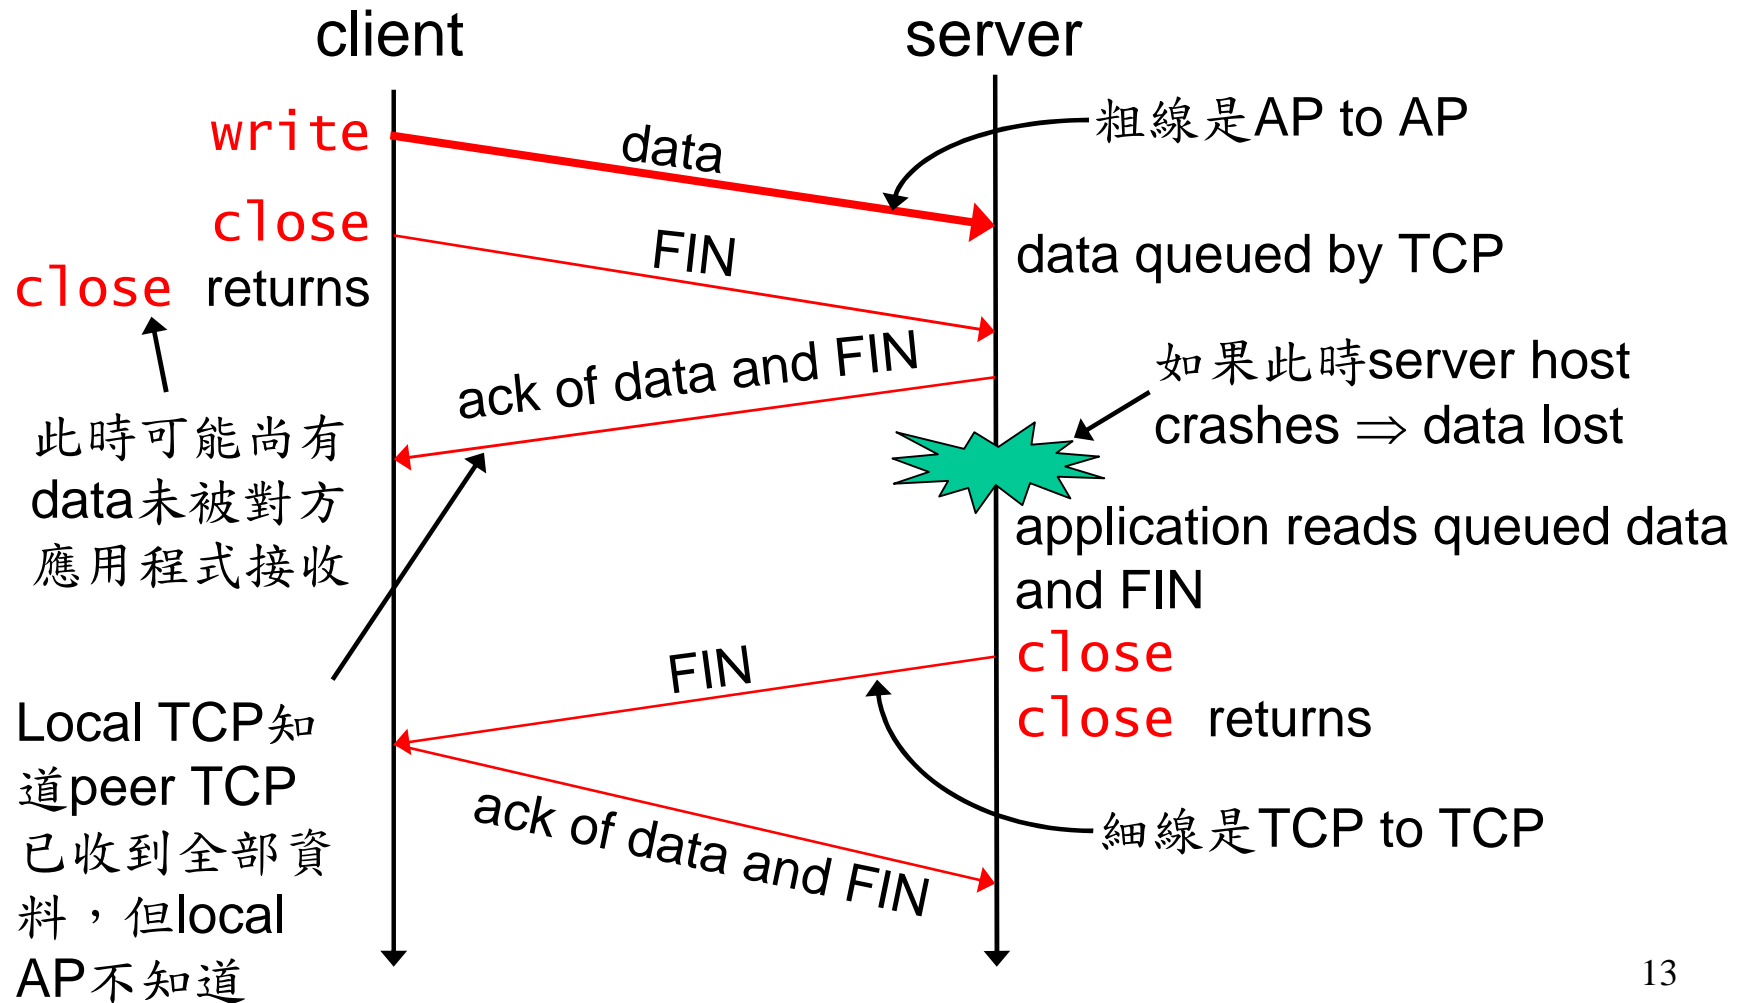 client
server
write
data
粗線是AP to AP
close
FIN
data queued by TCP
close returns
ack of data and FIN
如果此時server host
crashes ⇒ data lost
此時可能尚有
data未被對方
應用程式接收
application reads queued data
and FIN
close
FIN
close returns
Local TCP知
道peer TCP
已收到全部資
料，但local
AP不知道
ack of data and FIN
細線是TCP to TCP
13